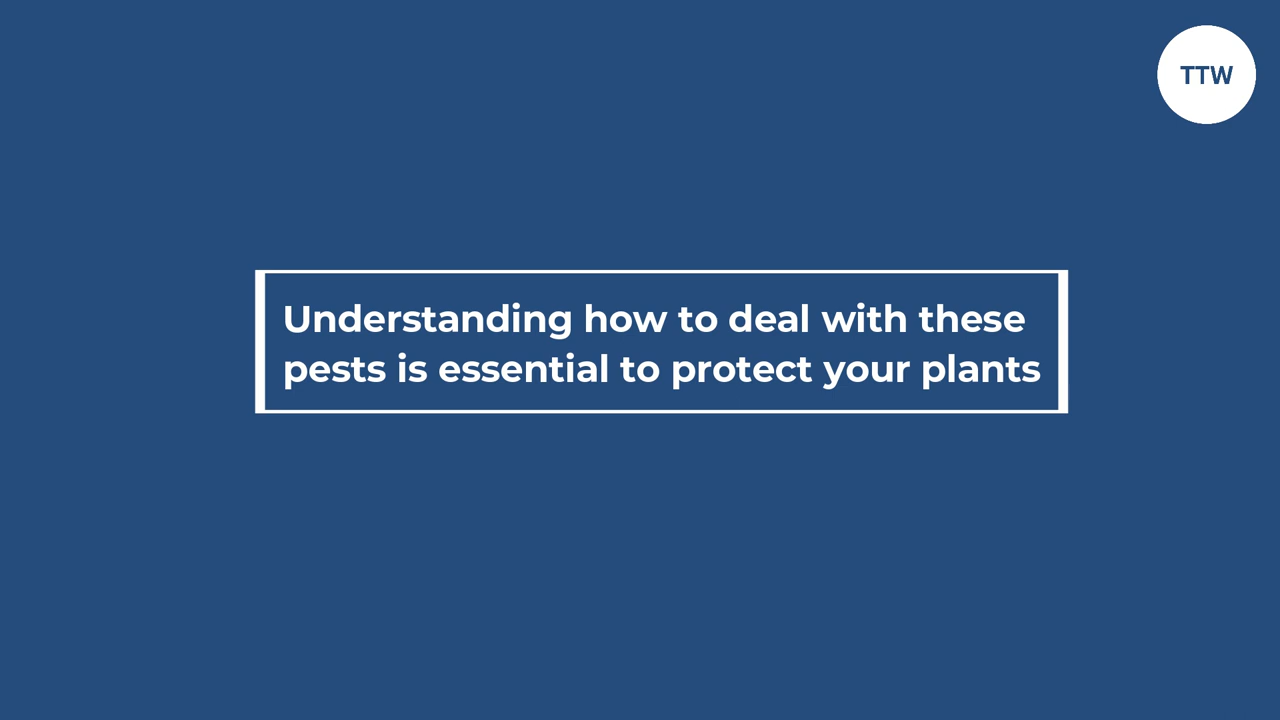 TTW
Understanding how to deal with these
pests is essential to protect your plants